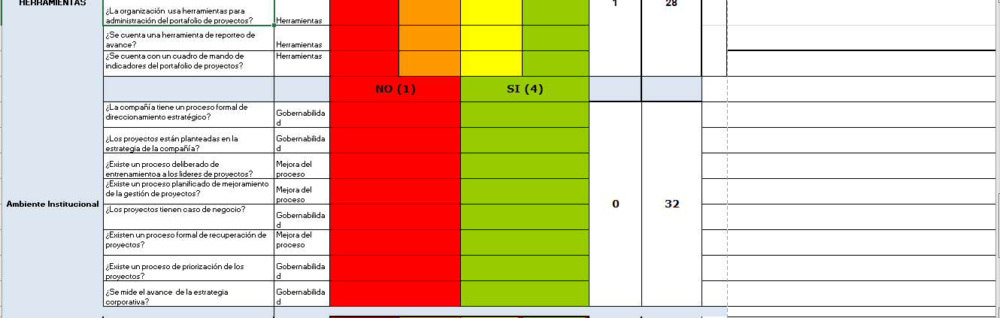 HERRAMIENTAS
1
28
¿La organización usa herramientas para
administración del portafolio de proyectos?
Herramientas
¿Se cuenta una herramienta de reporteo de
avance?
Herramientas
¿Se cuenta con un cuadro de mando de
indicadores del portafolio de proyectos?
Herramientas
NO (1)
SI (4)
Ambiente Institucional
¿La compañía tiene un proceso formal de
direccionamiento estratégico?
Gobernabilida
d
¿Los proyectos están planteadas en la
estrategia de la compañía?
Gobernabilida
d
¿Existe un proceso deliberado de
entrenamientoa a los lideres de proyectos?
Mejora del
proceso
¿Existe un proceso planificado de mejoramiento
de la gestión de proyectos?
Mejora del
proceso
¿Los proyectos tienen caso de negocio?
Gobernabilida
d
¿Existen un proceso formal de recuperación de
proyectos?
Mejora del
proceso
¿Existe un proceso de priorización de los
proyectos?
Gobernabilida
d
¿Se mide el avance de la estrategia
corporativa?
Gobernabilida
d
0
32